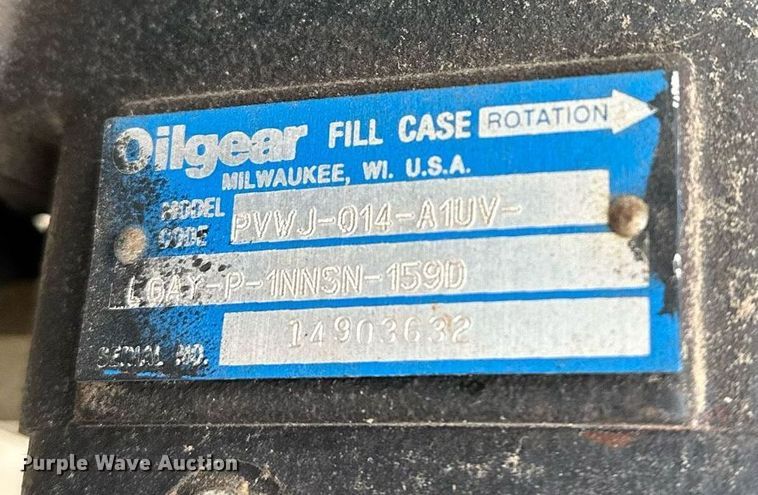 Oilgear FILL CASE ROTATION
MILWAUKEE, WI. U.S.A.
MODEL CODE PVWJ-014-A1UV-
LGAY-P-1NNSN-159D
SERIAL NO. 14903632
Purple Wave Auction